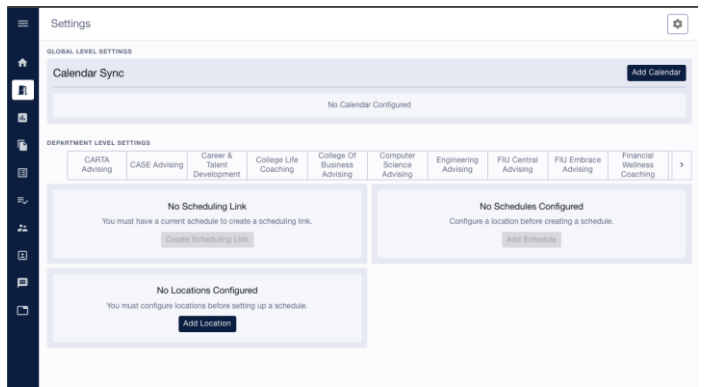 Settings
GLOBAL LEVEL SETTINGS
Calendar Sync
Add Calendar
No Calendar Configured
DEPARTMENT LEVEL SETTINGS
CARTA
Advising
CASE Advising
Career &
Talent
Development
College Life
Coaching
College Of
Business
Advising
Computer
Science
Advising
Engineering
Advising
FIU Central
Advising
FIU Embrace
Advising
Financial
Wellness
Coaching
No Scheduling Link
You must have a current schedule to create a scheduling link.
Create Scheduling Link
No Schedules Configured
Configure a location before creating a schedule.
Add Schedule
No Locations Configured
You must configure locations before setting up a schedule.
Add Location